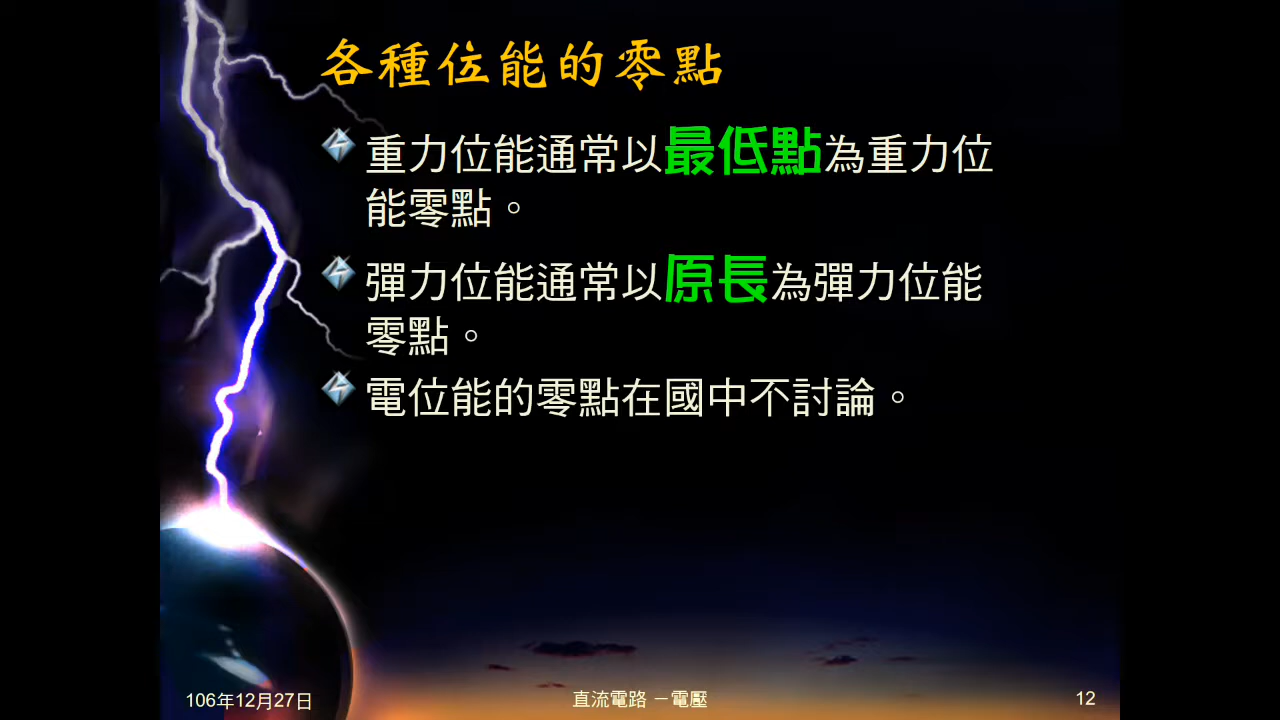 各種位能的零點
重力位能通常以最低點為重力位
能零點。
彈力位能通常以原長為彈力位能
零點。
電位能的零點在國中不討論。
106年12月27日
直流電路 －電壓
12